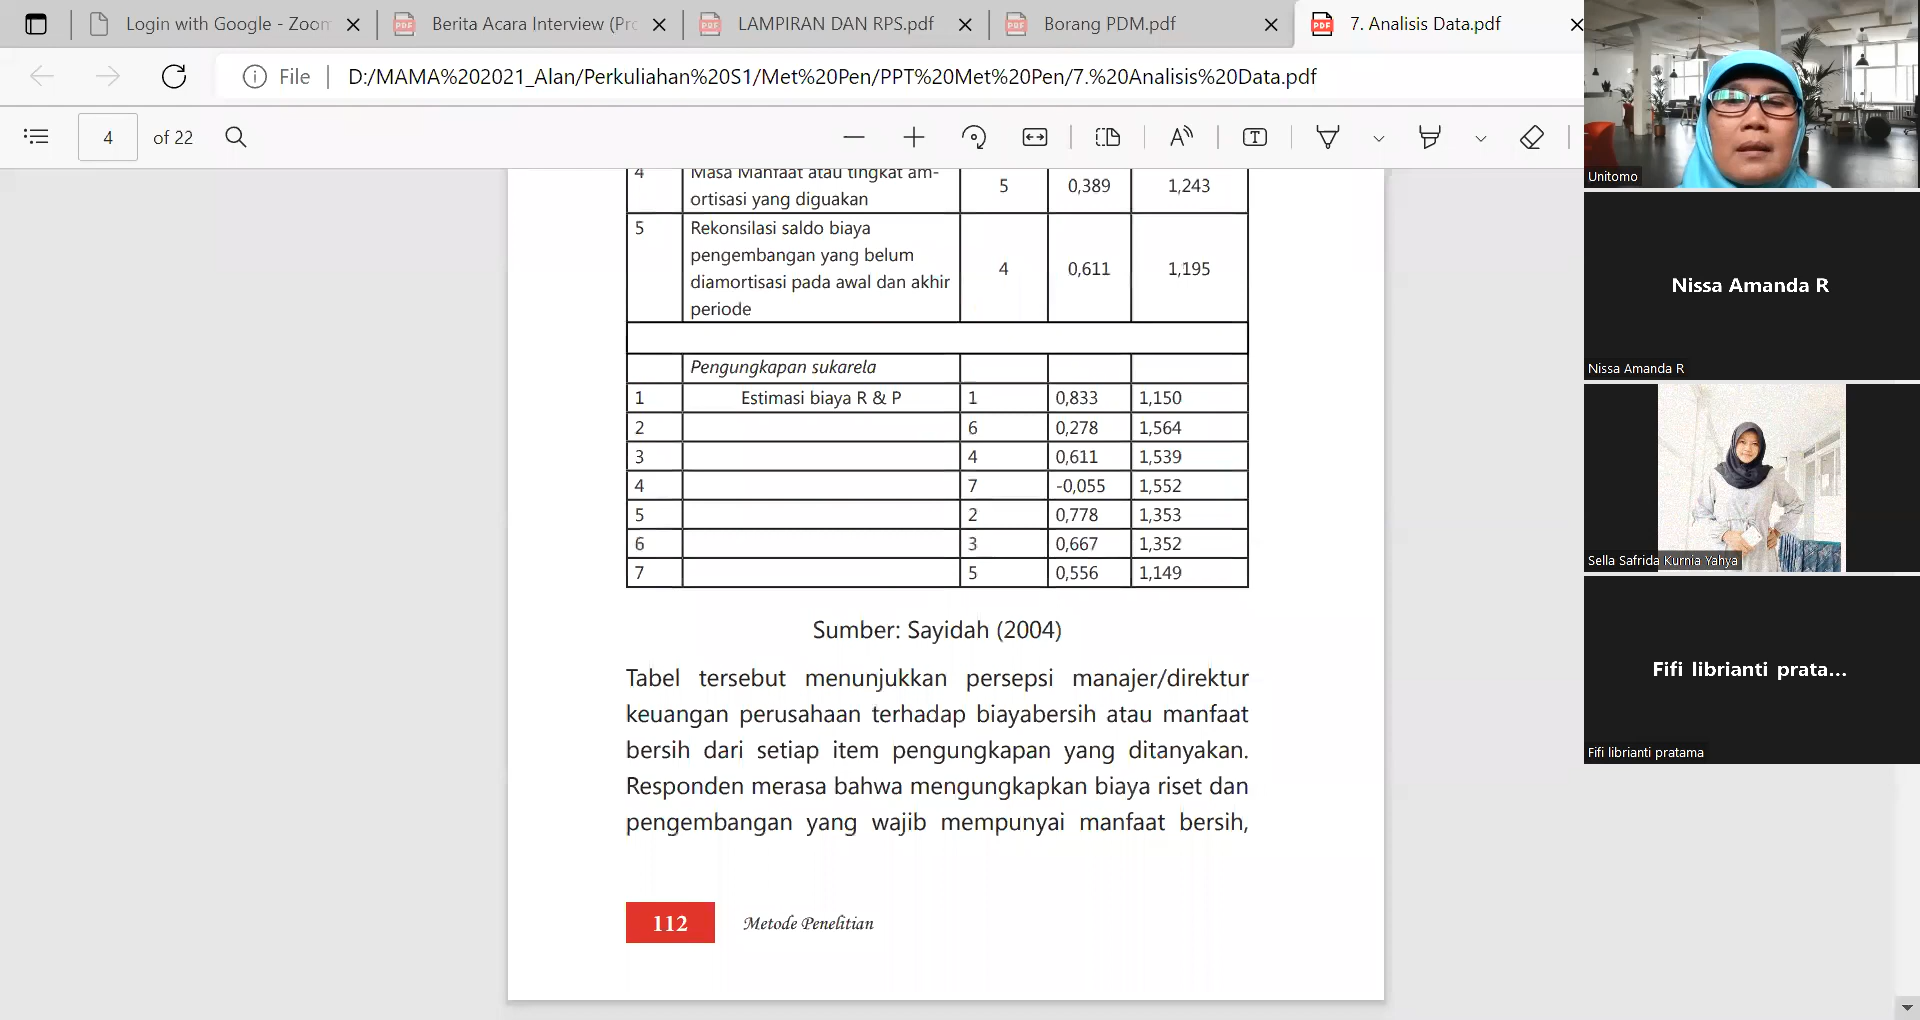 Login with Google - Zoom
Berita Acara Interview (Pro
LAMPIRAN DAN RPS.pdf
Borang PDM.pdf
7. Analisis Data.pdf
File
D:/MAMA%202021_Alan/Perkuliahan%20S1/Met%20Pen/PPT%20Met%20Pen/7.%20Analisis%20Data.pdf
4 of 22
4 Masa Manfaat atau tingkat am- 5 0,389 1,243
ortisasi yang diguakan
5 Rekonsilasi saldo biaya
pengembangan yang belum
4 0,611 1,195
diamortisasi pada awal dan akhir
periode
Pengungkapan sukarela
1 Estimasi biaya R & P 1 0,833 1,150
2 6 0,278 1,564
3 4 0,611 1,539
4 7 -0,055 1,552
5 2 0,778 1,353
6 3 0,667 1,352
7 5 0,556 1,149
Sumber: Sayidah (2004)
Tabel tersebut menunjukkan persepsi manajer/direktur
keuangan perusahaan terhadap biayabersih atau manfaat
bersih dari setiap item pengungkapan yang ditanyakan.
Responden merasa bahwa mengungkapkan biaya riset dan
pengembangan yang wajib mempunyai manfaat bersih,
112 Metode Penelitian
Unitomo
Nissa Amanda R
Nissa Amanda R
Sella Safrida Kurnia Yahya
Fifi librianti prata...
Fifi librianti pratama